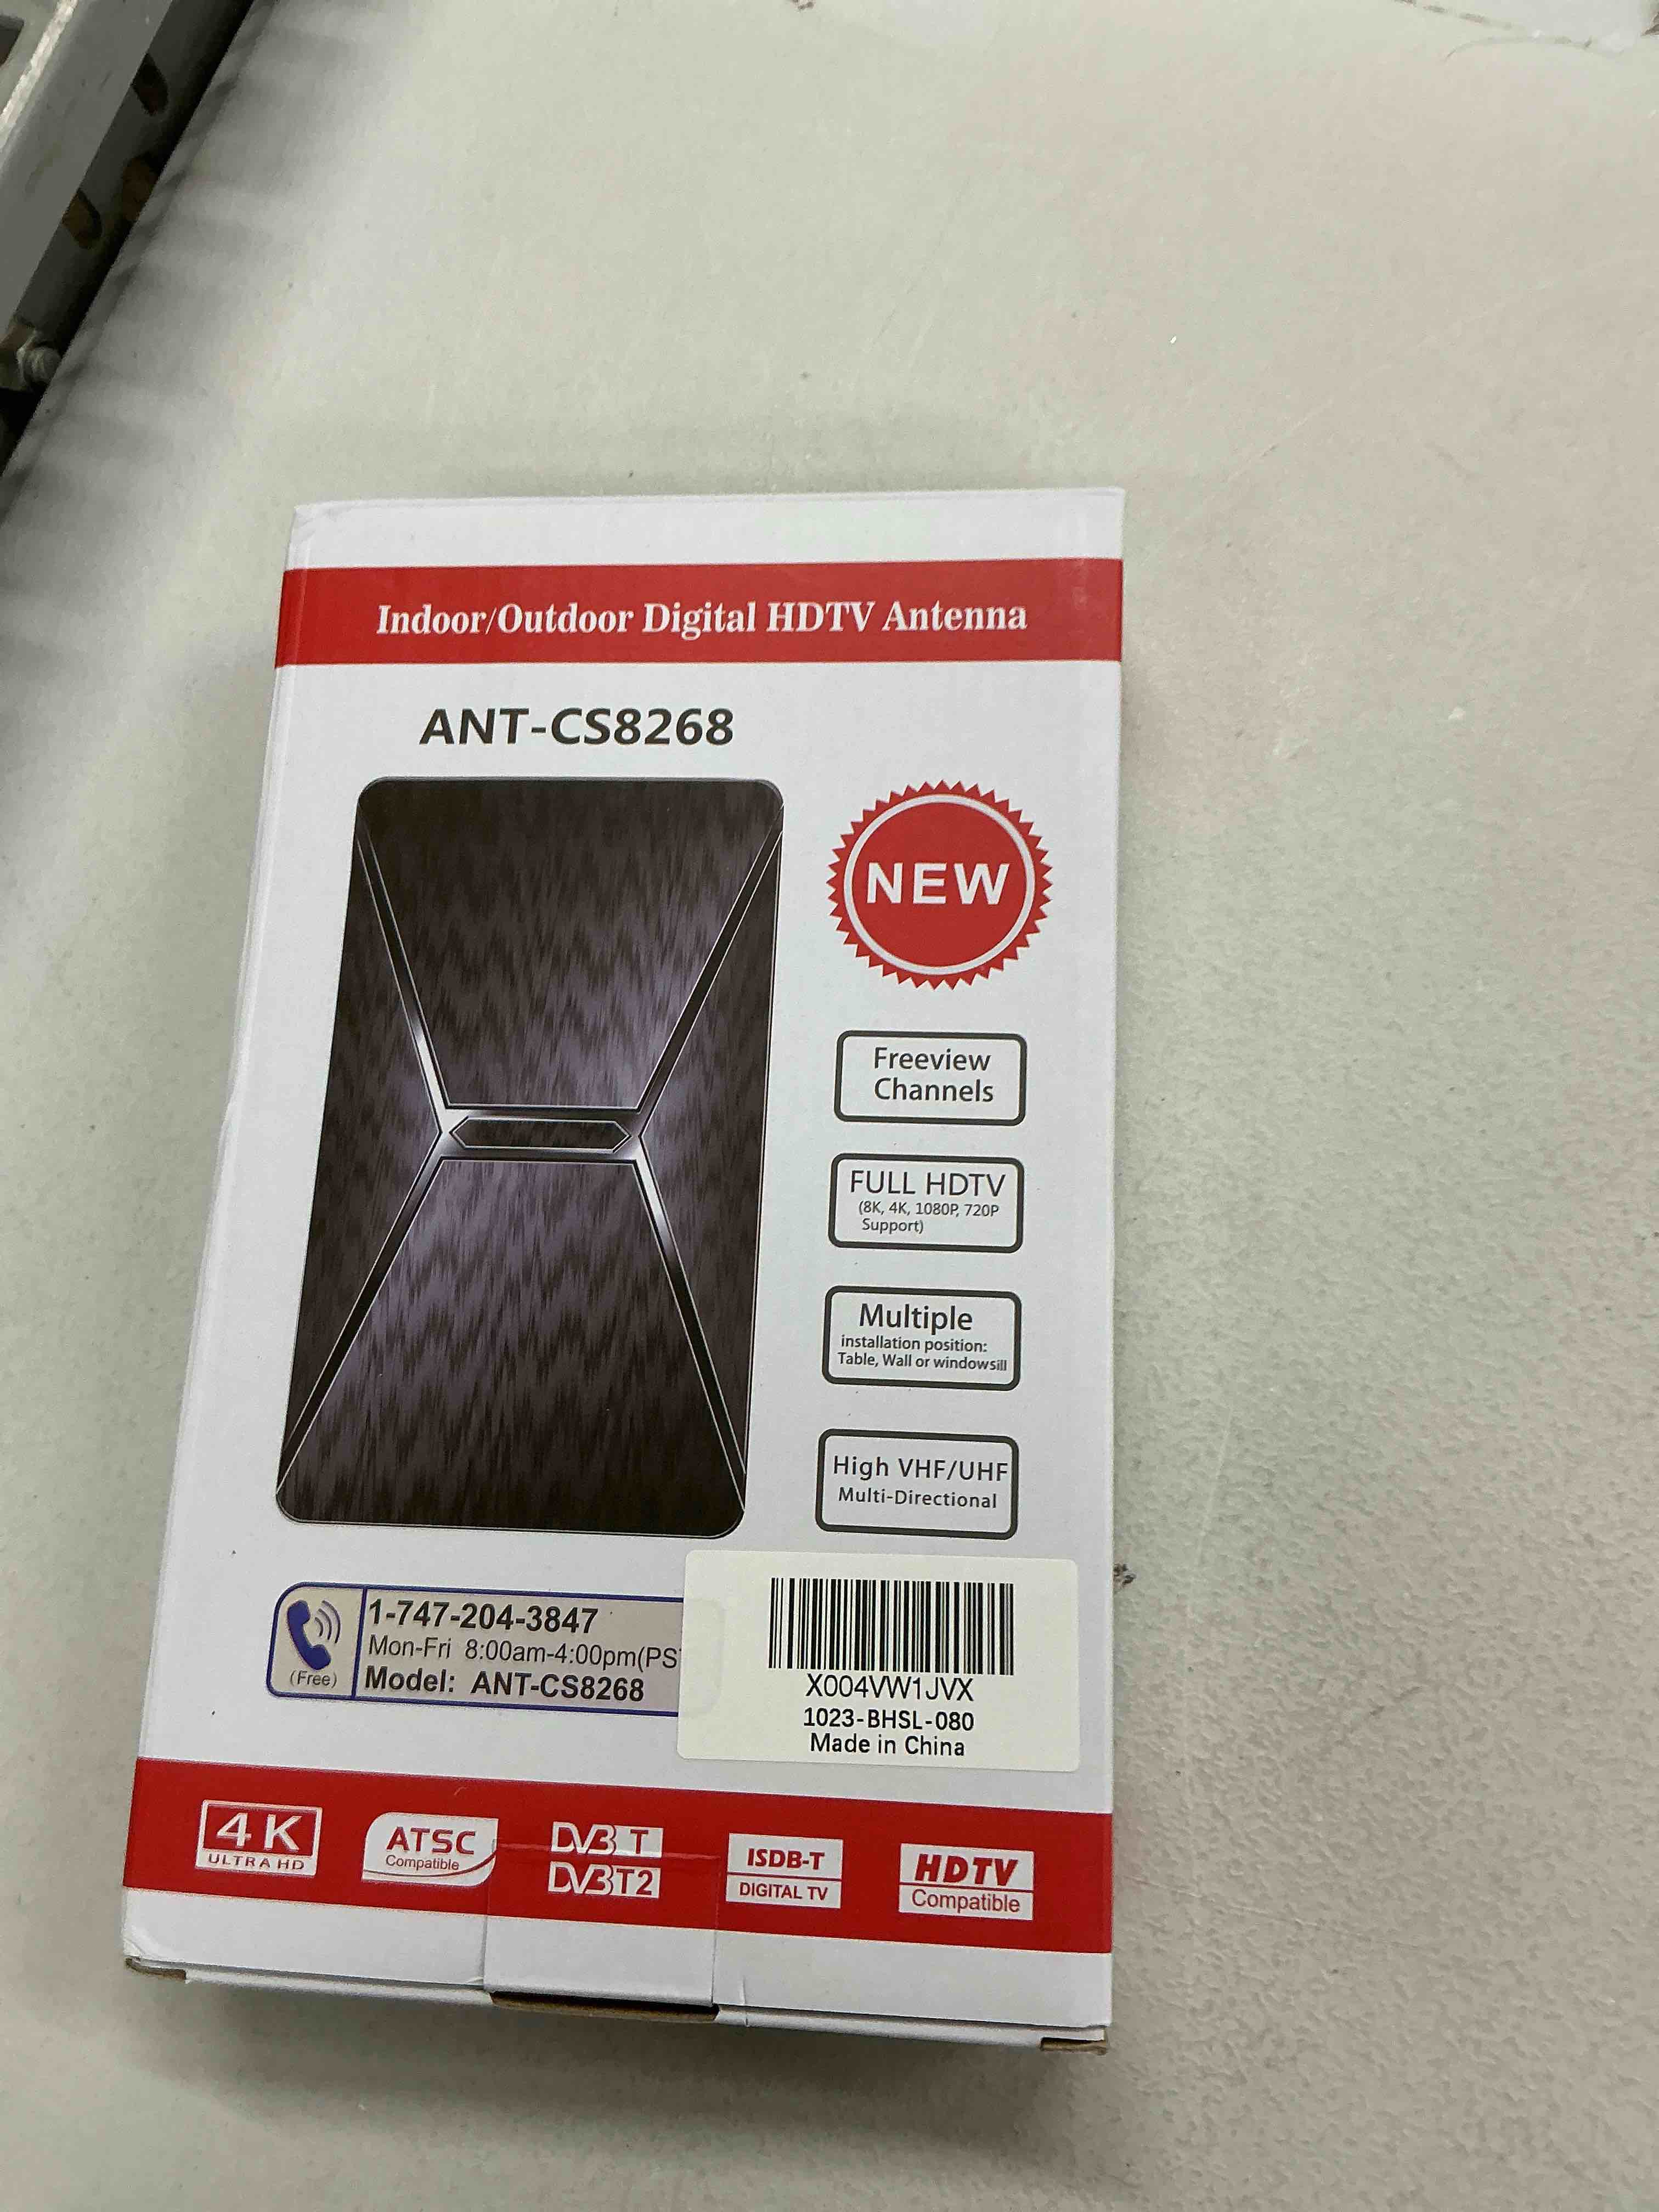 Indoor/Outdoor Digital HDTV Antenna
ANT-CS8268
NEW
Freeview
Channels
FULL HDTV
(8K, 4K, 1080P, 720P
Support)
Multiple
installation position:
Table, Wall or windowsill
High VHF/UHF
Multi-Directional
(Free)
1-747-204-3847
Mon-Fri 8:00am-4:00pm(PS
Model: ANT-CS8268
X004VW1JVX
1023-BHSL-080
Made in China
4K
ULTRA HD
ATSC
Compatible
DVB T
DVB T2
ISDB-T
DIGITAL TV
HDTV
Compatible